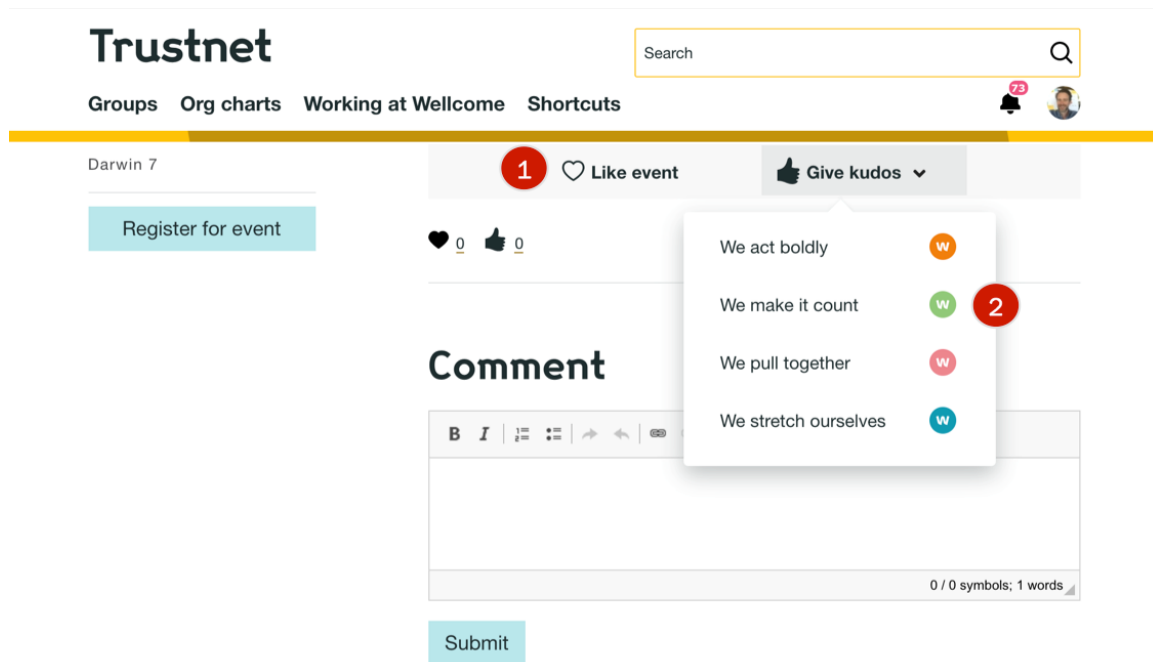 Trustnet
Search
Groups Org charts Working at Wellcome Shortcuts
73
Darwin 7
Register for event
1 Like event
Give kudos
0 0
We act boldly W
We make it count W 2
We pull together W
We stretch ourselves W
Comment
B I
0 / 0 symbols; 1 words
Submit